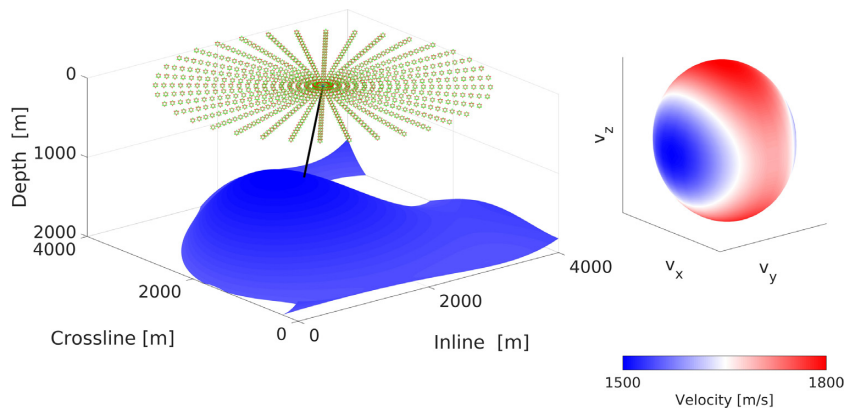 0
1000
2000
4000
2000
0
0
2000
4000
Depth [m]
Crossline [m]
Inline [m]
v_z
v_x
v_y
1500
1800
Velocity [m/s]